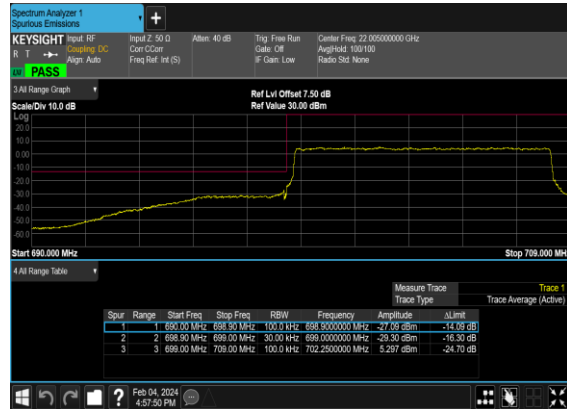 Spectrum Analyzer 1
Spurious Emissions
KEYSIGHT Input: RF Input Z: 50 Ω Atten: 40 dB Trig: Free Run Center Freq: 22.005000000 GHz
R T Coupling: DC Corr CCorr Gate: Off Avg|Hold: 100/100
Align: Auto Freq Ref: Int (S) IF Gain: Low Radio Std: None
PASS
3 All Range Graph
Ref Lvl Offset 7.50 dB
Scale/Div 10.0 dB Ref Value 30.00 dBm
Log
20.0
10.0
0.00
-10.0
-20.0
-30.0
-40.0
-50.0
-60.0
Start 690.000 MHz Stop 709.000 MH
4 All Range Table
Measure Trace Trace 1
Trace Type Trace Average (Active)
Spur Range Start Freq Stop Freq RBW Frequency Amplitude ΔLimit
1 1 690.00 MHz 698.90 MHz 100.0 kHz 698.9000000 MHz -27.09 dBm -14.09 dB
2 2 698.90 MHz 699.00 MHz 30.00 kHz 699.0000000 MHz -29.30 dBm -16.30 dB
3 3 699.00 MHz 709.00 MHz 100.0 kHz 702.2500000 MHz 5.297 dBm -24.70 dB
? Feb 04, 2024
4:57:50 PM